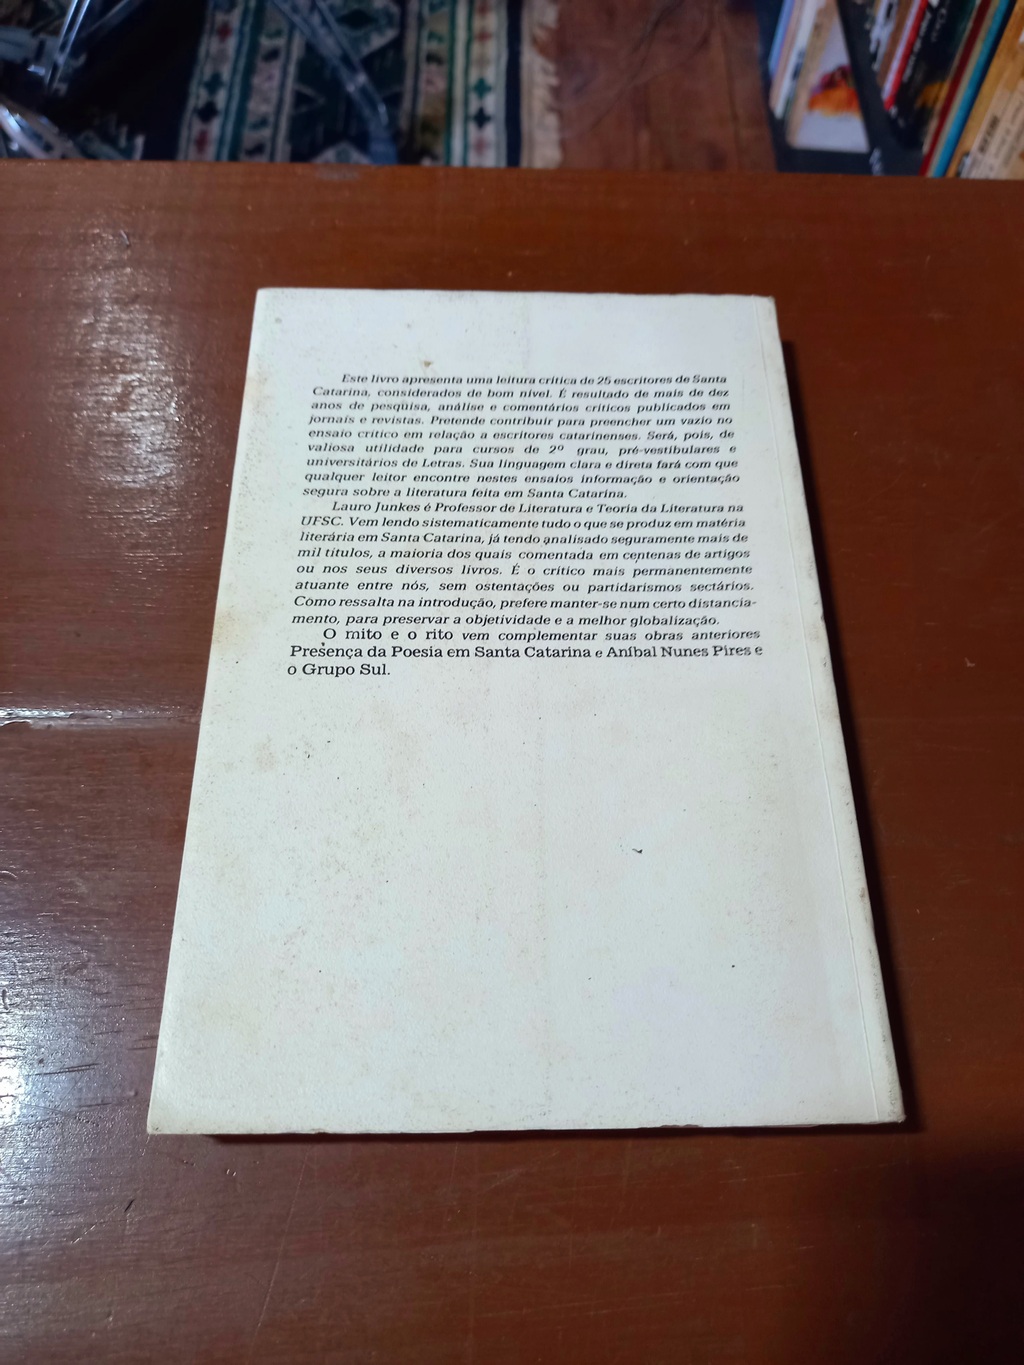 Este livro apresenta uma leitura crítica de 25 escritores de Santa
Catarina, considerados de bom nível. É resultado de mais de dez
anos de pesqüisa, análise e comentários críticos publicados em
jornais e revistas. Pretende contribuir para preencher um vazio no
ensaio crítico em relação a escritores catarinenses. Será, pois, de
valiosa utilidade para cursos de 2º grau, pré-vestibulares e
universitários de Letras. Sua linguagem clara e direta fará com que
qualquer leitor encontre nestes ensaios informação e orientação
segura sobre a literatura feita em Santa Catarina.
Lauro Junkes é Professor de Literatura e Teoria da Literatura na
UFSC. Vem lendo sistematicamente tudo o que se produz em matéria
literária em Santa Catarina, já tendo analisado seguramente mais de
mil títulos, a maioria dos quais comentada em centenas de artigos
ou nos seus diversos livros. É o crítico mais permanentemente
atuante entre nós, sem ostentações ou partidarismos sectários.
Como ressalta na introdução, prefere manter-se num certo distancia-
mento, para preservar a objetividade e a melhor globalização.
O mito e o rito vem complementar suas obras anteriores
Presença da Poesia em Santa Catarina e Aníbal Nunes Pires e
o Grupo Sul.